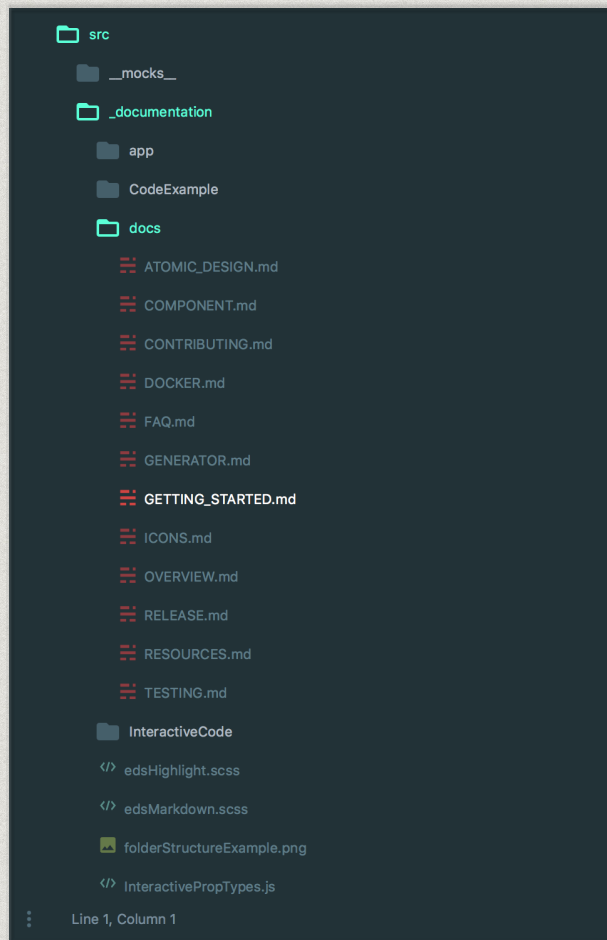 src
__mocks__
_documentation
app
CodeExample
docs
ATOMIC_DESIGN.md
COMPONENT.md
CONTRIBUTING.md
DOCKER.md
FAQ.md
GENERATOR.md
GETTING_STARTED.md
ICONS.md
OVERVIEW.md
RELEASE.md
RESOURCES.md
TESTING.md
InteractiveCode
edsHighlight.scss
edsMarkdown.scss
folderStructureExample.png
InteractivePropTypes.js
Line 1, Column 1